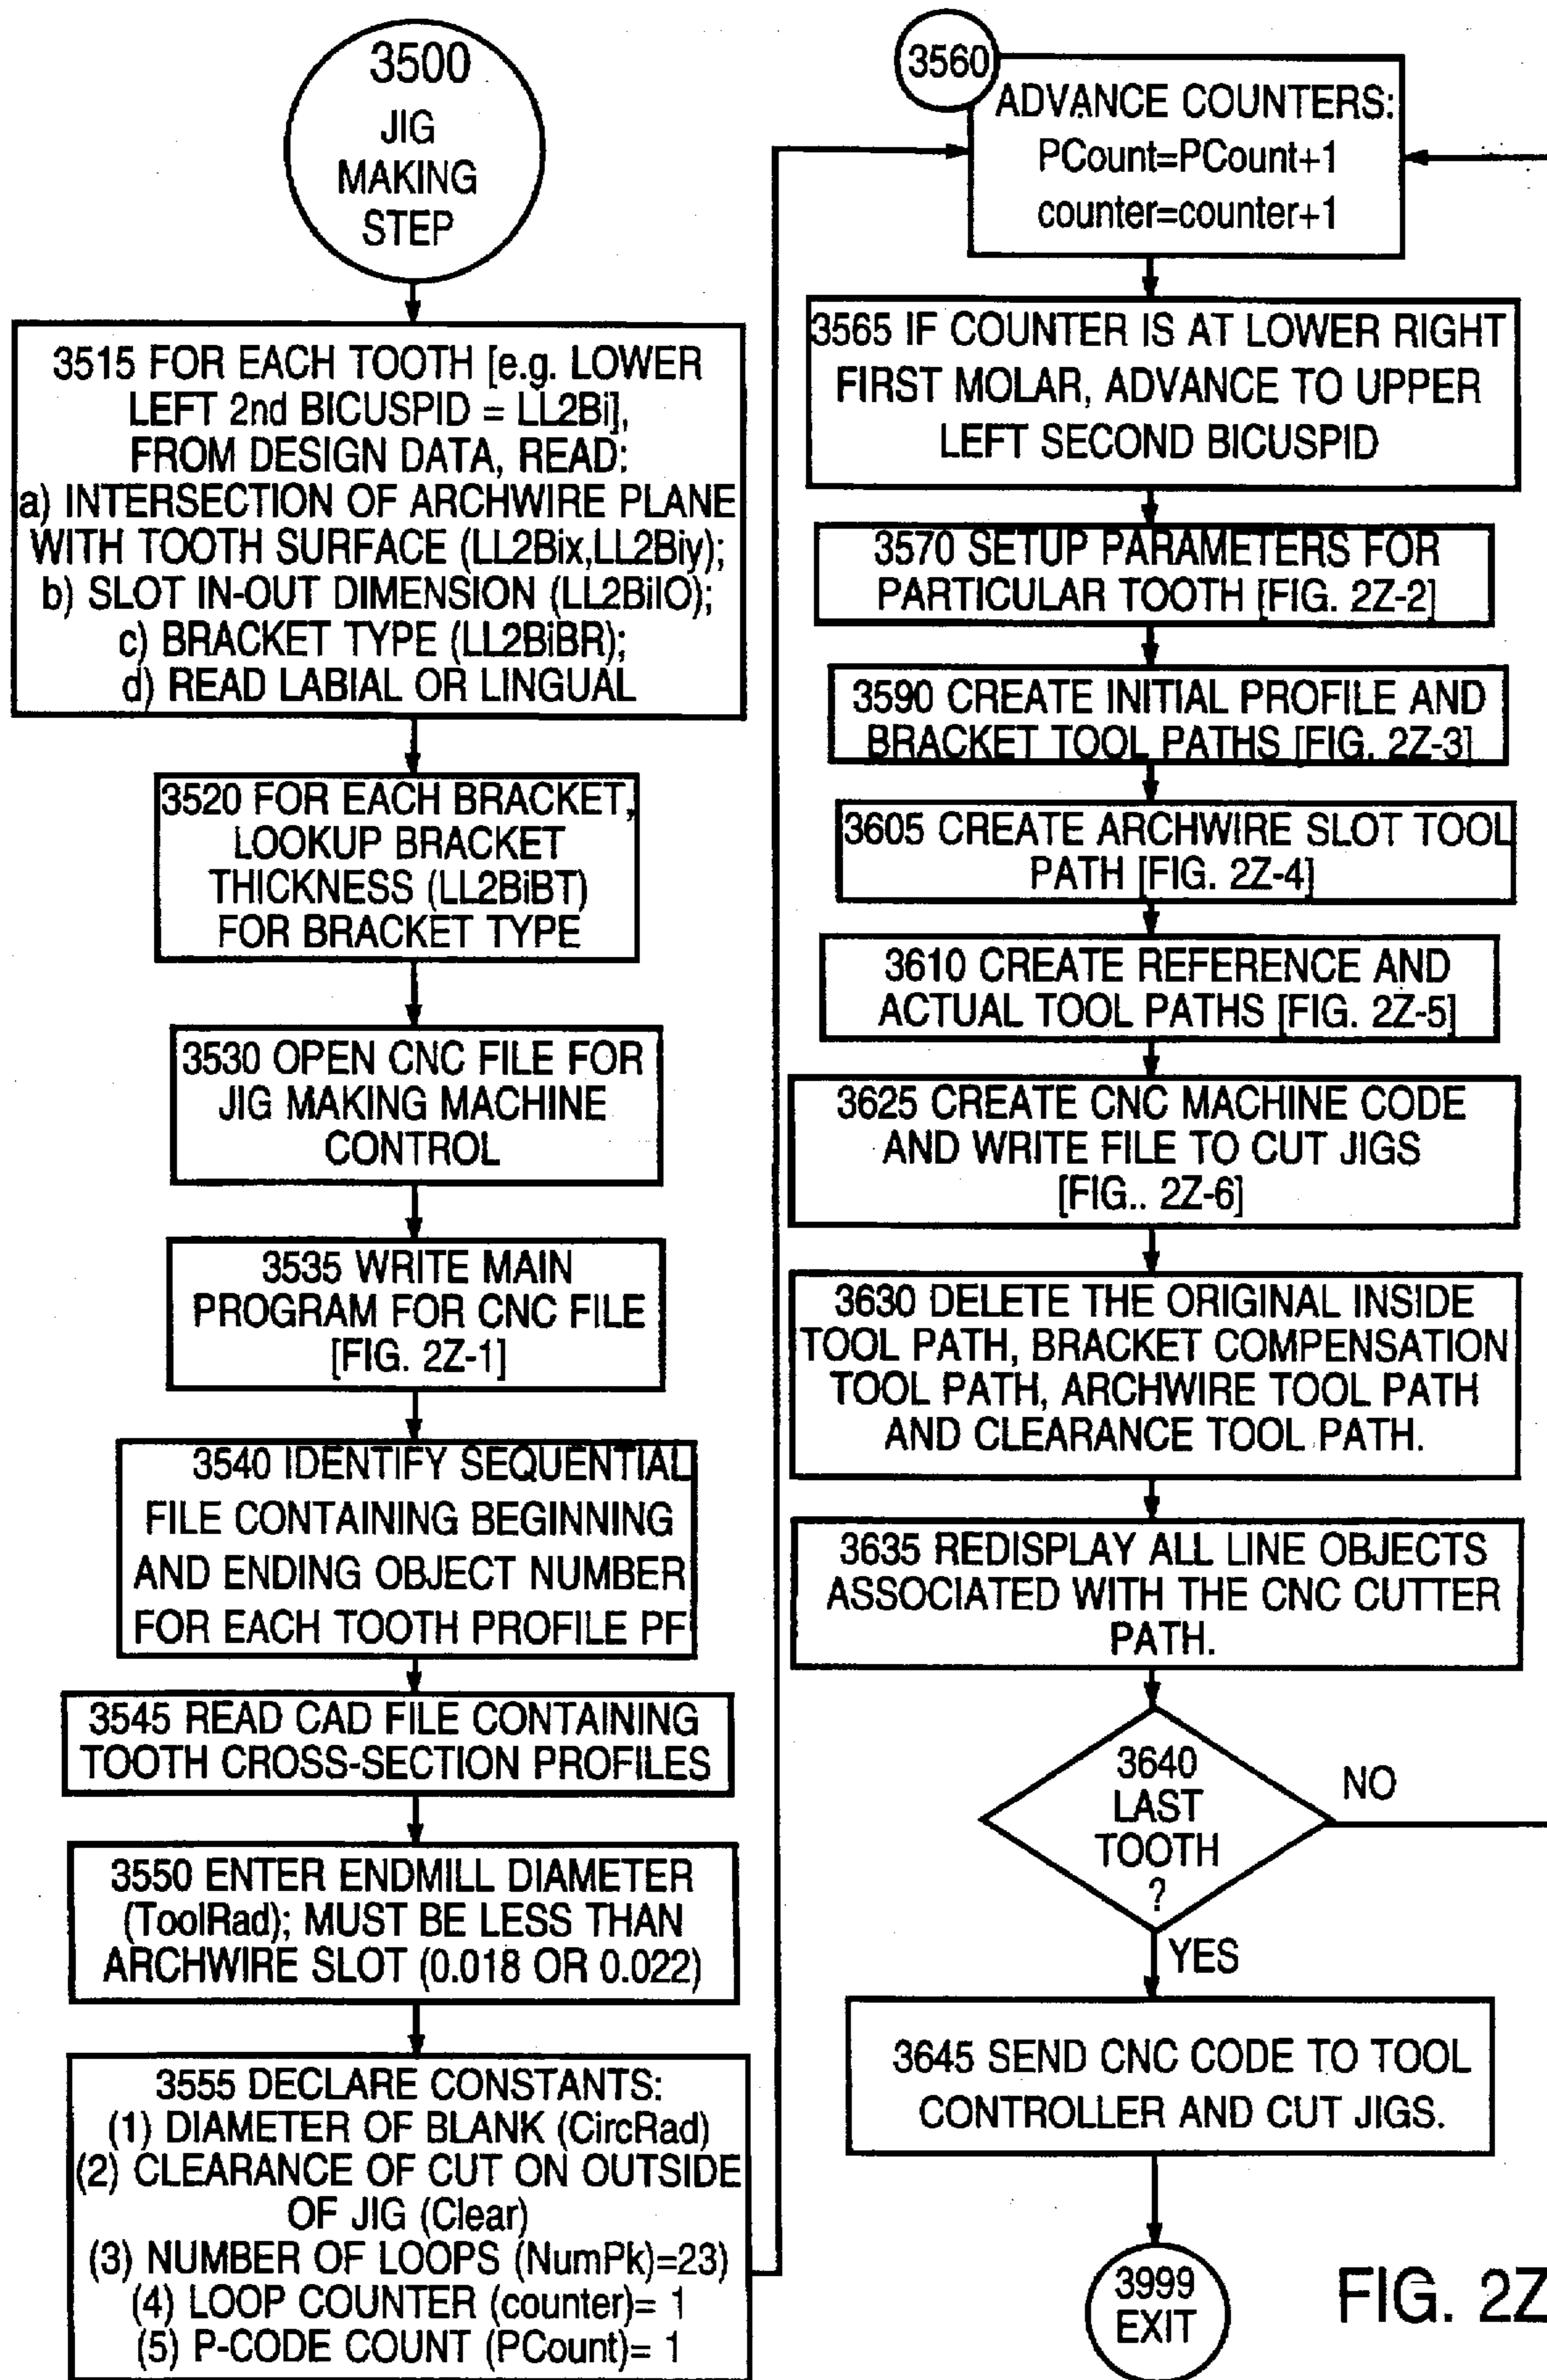 3500
JIG
MAKING
STEP
3515 FOR EACH TOOTH [e.g. LOWER
LEFT 2nd BICUSPID = LL2Bi],
FROM DESIGN DATA, READ:
a) INTERSECTION OF ARCHWIRE PLANE
WITH TOOTH SURFACE (LL2Bix,LL2Biy);
b) SLOT IN-OUT DIMENSION (LL2BiIO);
c) BRACKET TYPE (LL2BiBR);
d) READ LABIAL OR LINGUAL
3520 FOR EACH BRACKET,
LOOKUP BRACKET
THICKNESS (LL2BiBT)
FOR BRACKET TYPE
3530 OPEN CNC FILE FOR
JIG MAKING MACHINE
CONTROL
3535 WRITE MAIN
PROGRAM FOR CNC FILE
[FIG. 2Z-1]
3540 IDENTIFY SEQUENTIAL
FILE CONTAINING BEGINNING
AND ENDING OBJECT NUMBER
FOR EACH TOOTH PROFILE PF
3545 READ CAD FILE CONTAINING
TOOTH CROSS-SECTION PROFILES
3550 ENTER ENDMILL DIAMETER
(ToolRad); MUST BE LESS THAN
ARCHWIRE SLOT (0.018 OR 0.022)
3555 DECLARE CONSTANTS:
(1) DIAMETER OF BLANK (CircRad)
(2) CLEARANCE OF CUT ON OUTSIDE
OF JIG (Clear)
(3) NUMBER OF LOOPS (NumPk)=23)
(4) LOOP COUNTER (counter)= 1
(5) P-CODE COUNT (PCount)= 1
3560
ADVANCE COUNTERS:
PCount=PCount+1
counter=counter+1
3565 IF COUNTER IS AT LOWER RIGHT
FIRST MOLAR, ADVANCE TO UPPER
LEFT SECOND BICUSPID
3570 SETUP PARAMETERS FOR
PARTICULAR TOOTH [FIG. 2Z-2]
3590 CREATE INITIAL PROFILE AND
BRACKET TOOL PATHS [FIG. 2Z-3]
3605 CREATE ARCHWIRE SLOT TOOL
PATH [FIG. 2Z-4]
3610 CREATE REFERENCE AND
ACTUAL TOOL PATHS [FIG. 2Z-5]
3625 CREATE CNC MACHINE CODE
AND WRITE FILE TO CUT JIGS
[FIG.. 2Z-6]
3630 DELETE THE ORIGINAL INSIDE
TOOL PATH, BRACKET COMPENSATION
TOOL PATH, ARCHWIRE TOOL PATH
AND CLEARANCE TOOL PATH.
3635 REDISPLAY ALL LINE OBJECTS
ASSOCIATED WITH THE CNC CUTTER
PATH.
3640
LAST
TOOTH
?
NO
YES
3645 SEND CNC CODE TO TOOL
CONTROLLER AND CUT JIGS.
3999
EXIT
FIG. 2Z